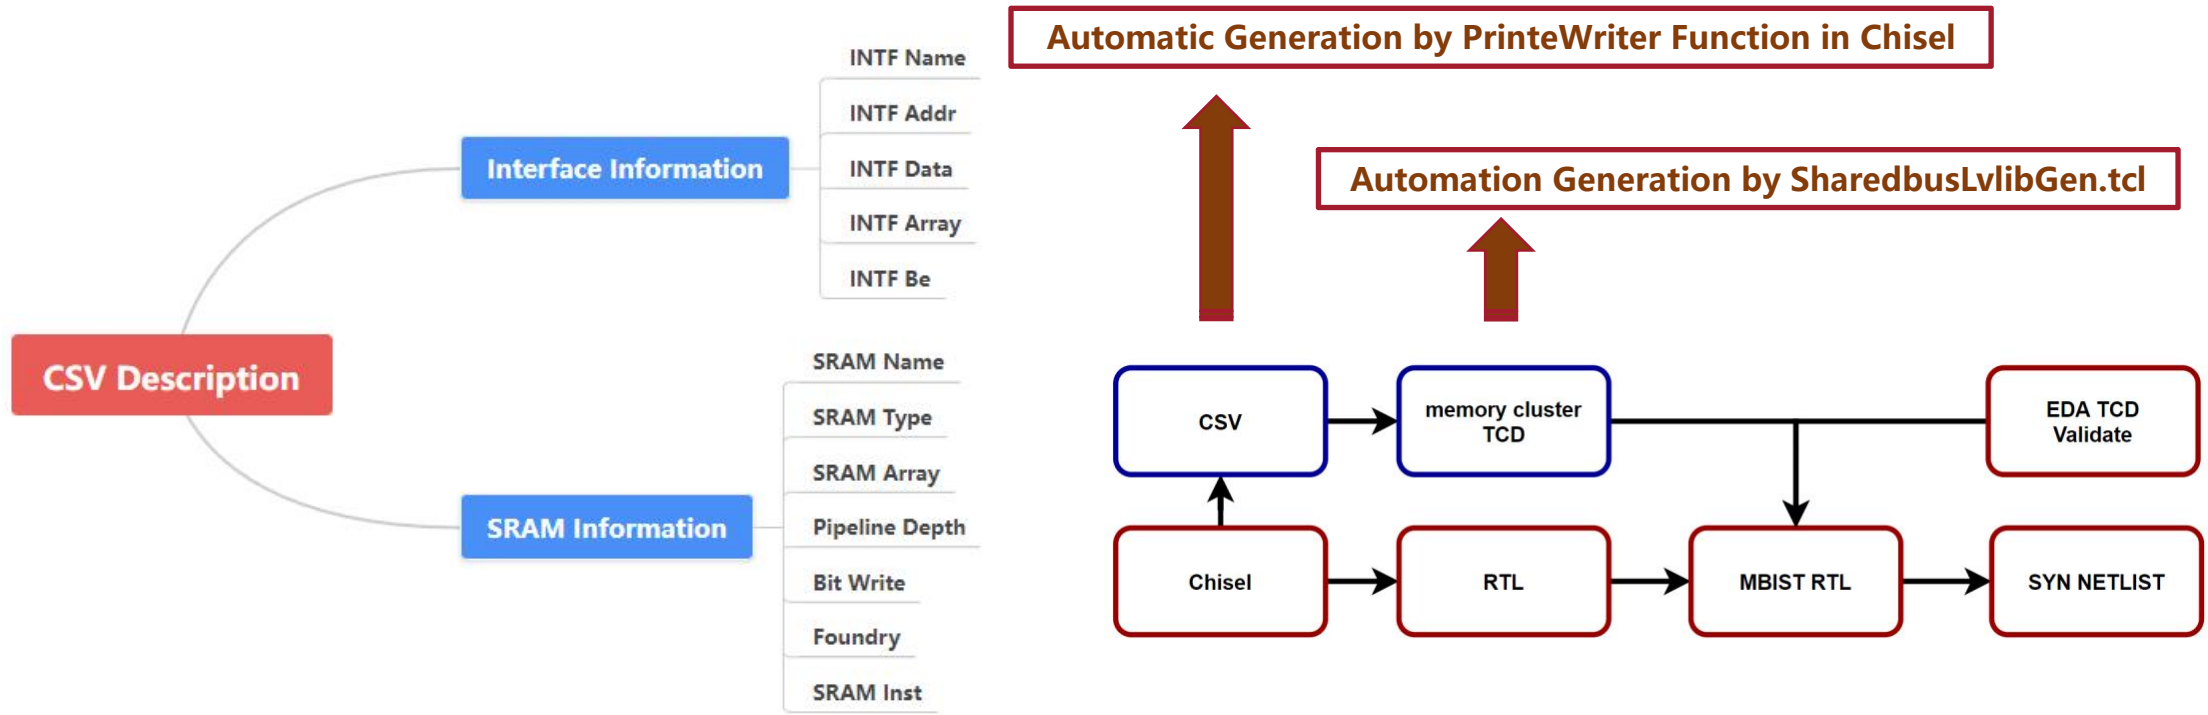 CSV Description
Interface Information
INTF Name
INTF Addr
INTF Data
INTF Array
INTF Be
SRAM Information
SRAM Name
SRAM Type
SRAM Array
Pipeline Depth
Bit Write
Foundry
SRAM Inst
Automatic Generation by PrinteWriter Function in Chisel
Automation Generation by SharedbusLvlibGen.tcl
CSV
memory cluster
TCD
EDA TCD
Validate
Chisel
RTL
MBIST RTL
SYN NETLIST